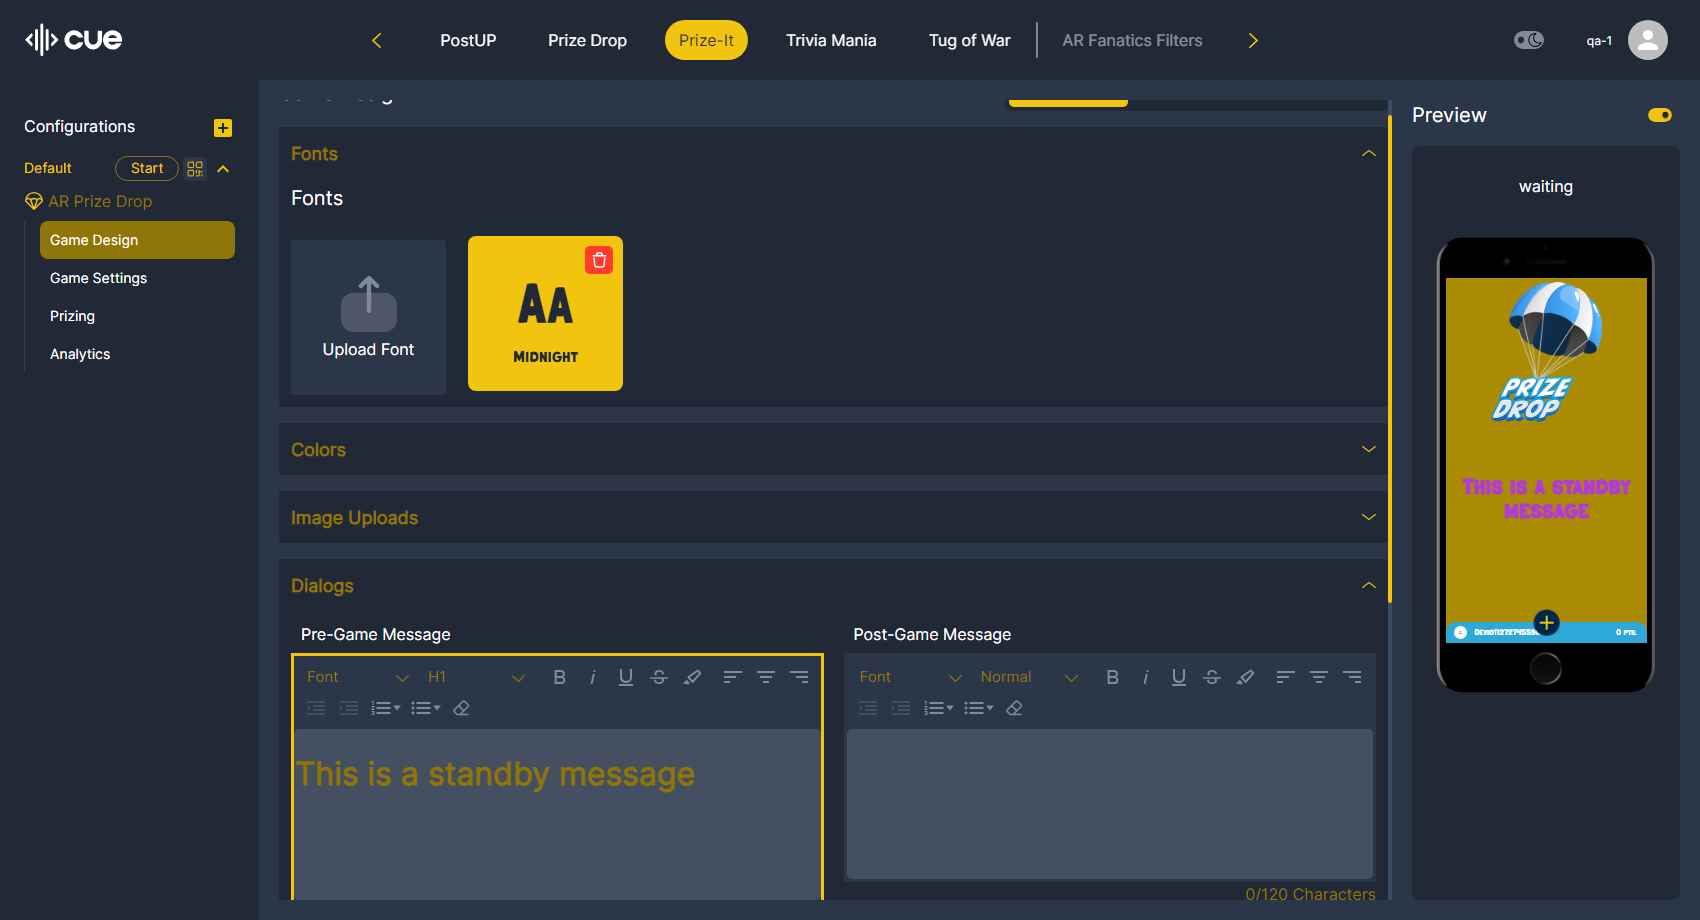 cue
PostUP
Prize Drop
Prize-It
Trivia Mania
Tug of War
AR Fanatics Filters
qa-1
Configurations
Default
Start
AR Prize Drop
Game Design
Game Settings
Prizing
Analytics
Fonts
Fonts
Upload Font
AA
MIDNIGHT
Colors
Image Uploads
Dialogs
Pre-Game Message
Font
H1
B
i
U
S
This is a standby message
Post-Game Message
Font
Normal
B
i
U
S
0/120 Characters
Preview
waiting
PRIZE
DROP
THIS IS A STANDBY
MESSAGE
0 PTS.